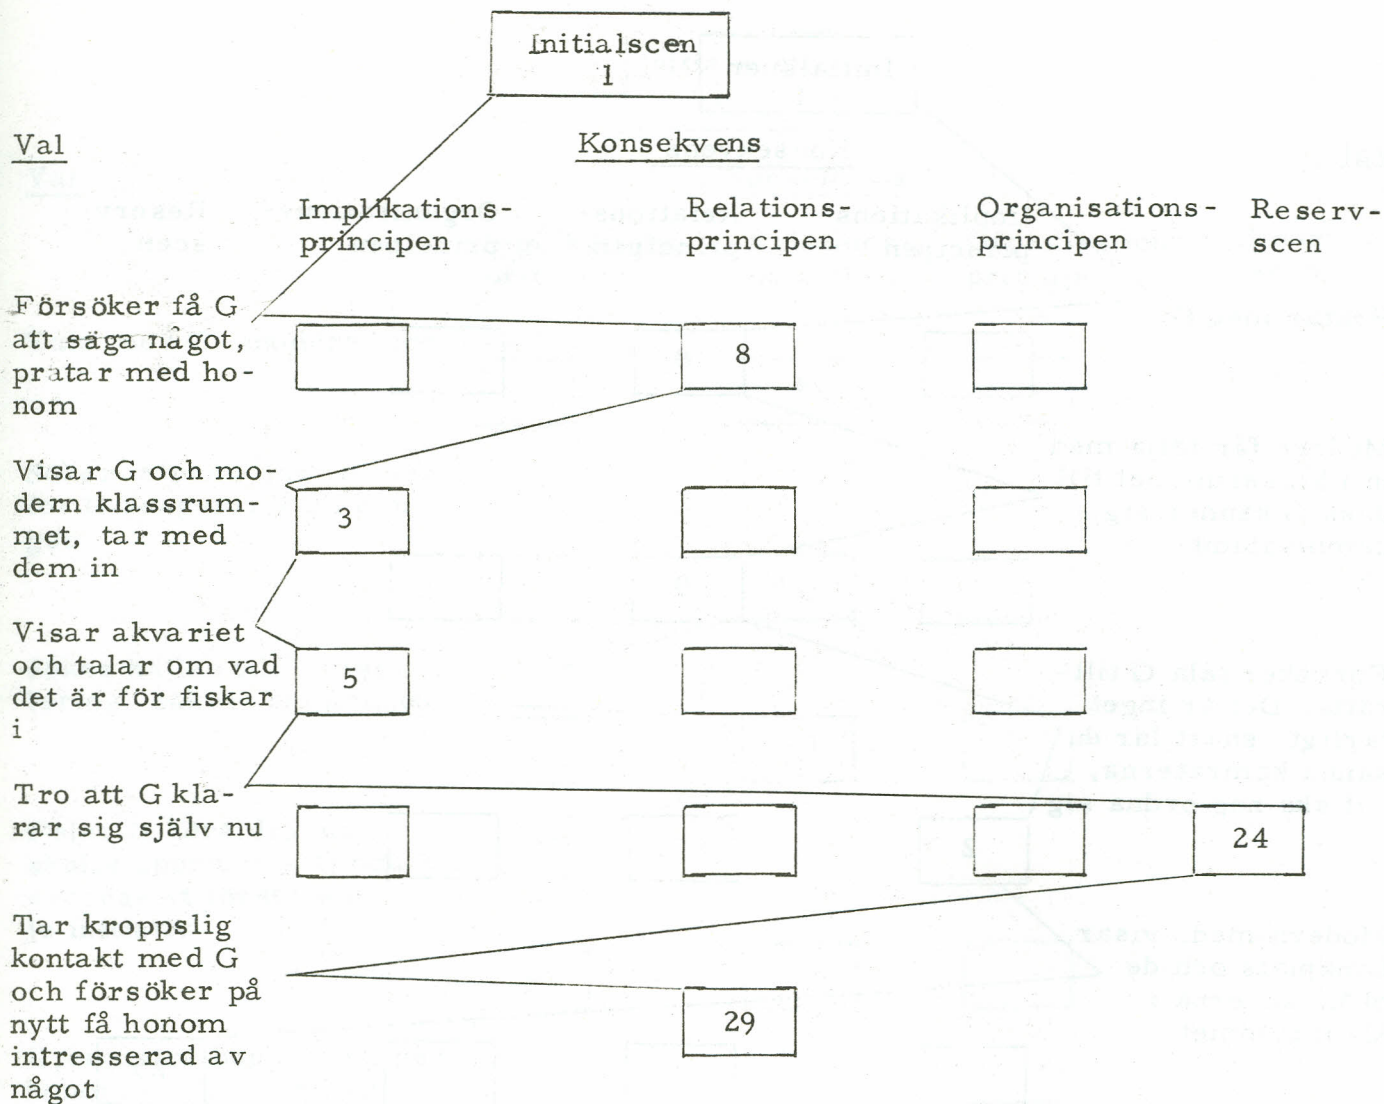 Initialscen
1
Val
Konsekvens
Implikations-
principen
Relations-
principen
Organisations-
principen
Reserv-
scen
Försöker få G
att säga något,
pratar med ho-
nom
8
Visar G och mo-
dern klassrum-
met, tar med
dem in
3
Visar akvariet
och talar om vad
det är för fiskar
i
5
Tro att G kla-
rar sig själv nu
24
Tar kroppslig
kontakt med G
och försöker på
nytt få honom
intresserad av
något
29